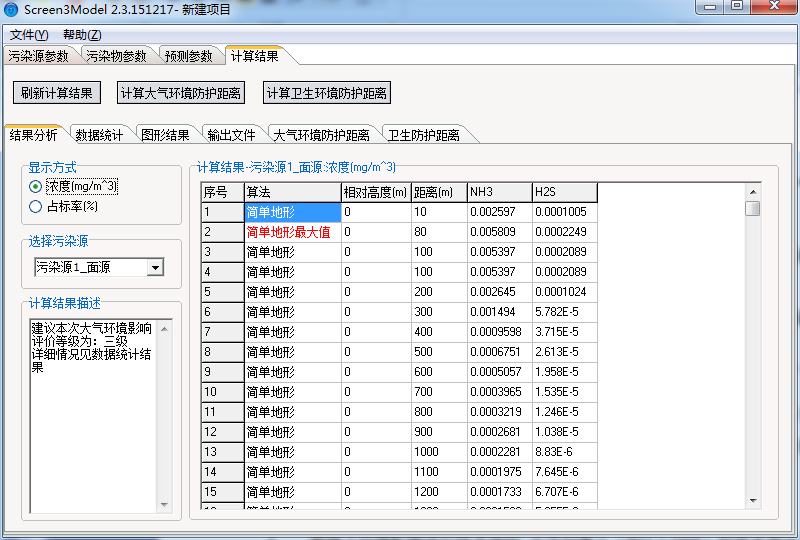 Screen3Model 2.3.151217- 新建项目
文件(Y) 帮助(Z)
污染源参数 污染物参数 预测参数 计算结果
刷新计算结果 计算大气环境防护距离 计算卫生环境防护距离
结果分析 数据统计 图形结果 输出文件 大气环境防护距离 卫生防护距离
显示方式
浓度(mg/m^3)
占标率(%)
选择污染源
污染源1_面源
计算结果描述
建议本次大气环境影响
评价等级为：三级
详细情况见数据统计结
果
计算结果--污染源1_面源:浓度(mg/m^3)
序号 算法 相对高度(m) 距离(m) NH3 H2S
1 简单地形 0 10 0.002597 0.0001005
2 简单地形最大值 0 80 0.005809 0.0002249
3 简单地形 0 100 0.005397 0.0002089
4 简单地形 0 100 0.005397 0.0002089
5 简单地形 0 200 0.002645 0.0001024
6 简单地形 0 300 0.001494 5.782E-5
7 简单地形 0 400 0.0009598 3.715E-5
8 简单地形 0 500 0.0006751 2.613E-5
9 简单地形 0 600 0.0005057 1.958E-5
10 简单地形 0 700 0.0003965 1.535E-5
11 简单地形 0 800 0.0003219 1.246E-5
12 简单地形 0 900 0.0002681 1.038E-5
13 简单地形 0 1000 0.0002281 8.83E-6
14 简单地形 0 1100 0.0001975 7.645E-6
15 简单地形 0 1200 0.0001733 6.707E-6